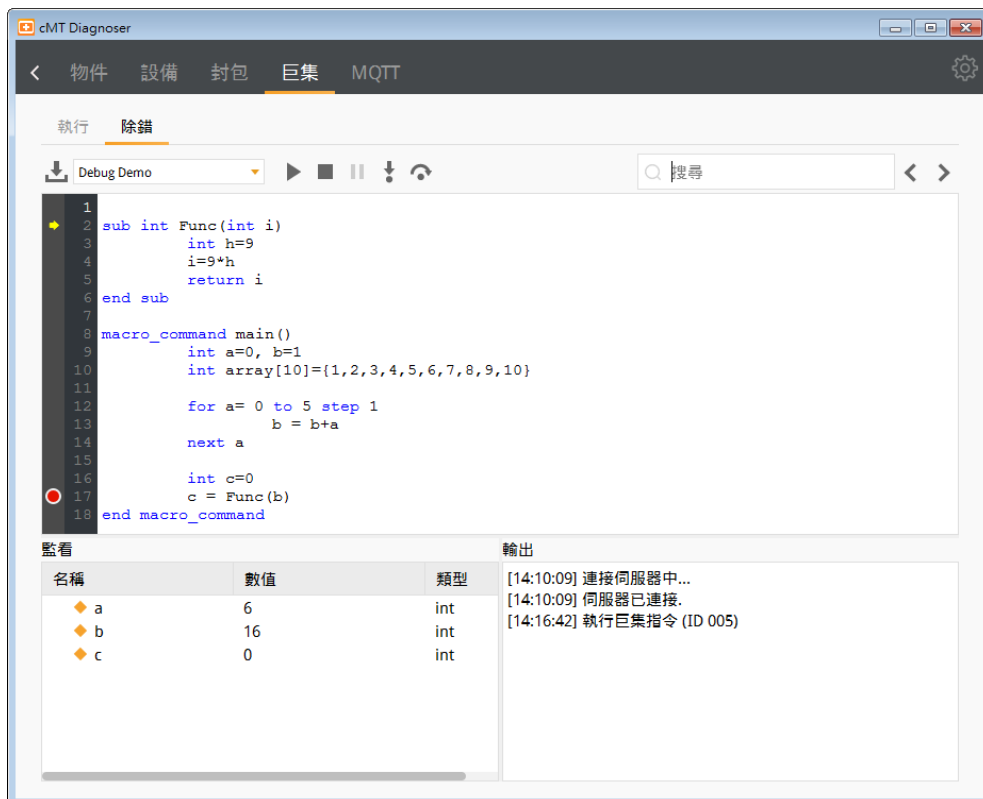 cMT Diagnoser
物件 設備 封包 巨集 MQTT
執行 除錯
Debug Demo 搜尋
1
2 sub int Func(int i)
3 int h=9
4 i=9*h
5 return i
6 end sub
7
8 macro_command main()
9 int a=0, b=1
10 int array[10]={1,2,3,4,5,6,7,8,9,10}
11
12 for a= 0 to 5 step 1
13 b = b+a
14 next a
15
16 int c=0
17 c = Func(b)
18 end macro_command
監看
名稱 數值 類型
a 6 int
b 16 int
c 0 int
輸出
[14:10:09] 連接伺服器中...
[14:10:09] 伺服器已連接.
[14:16:42] 執行巨集指令 (ID 005)